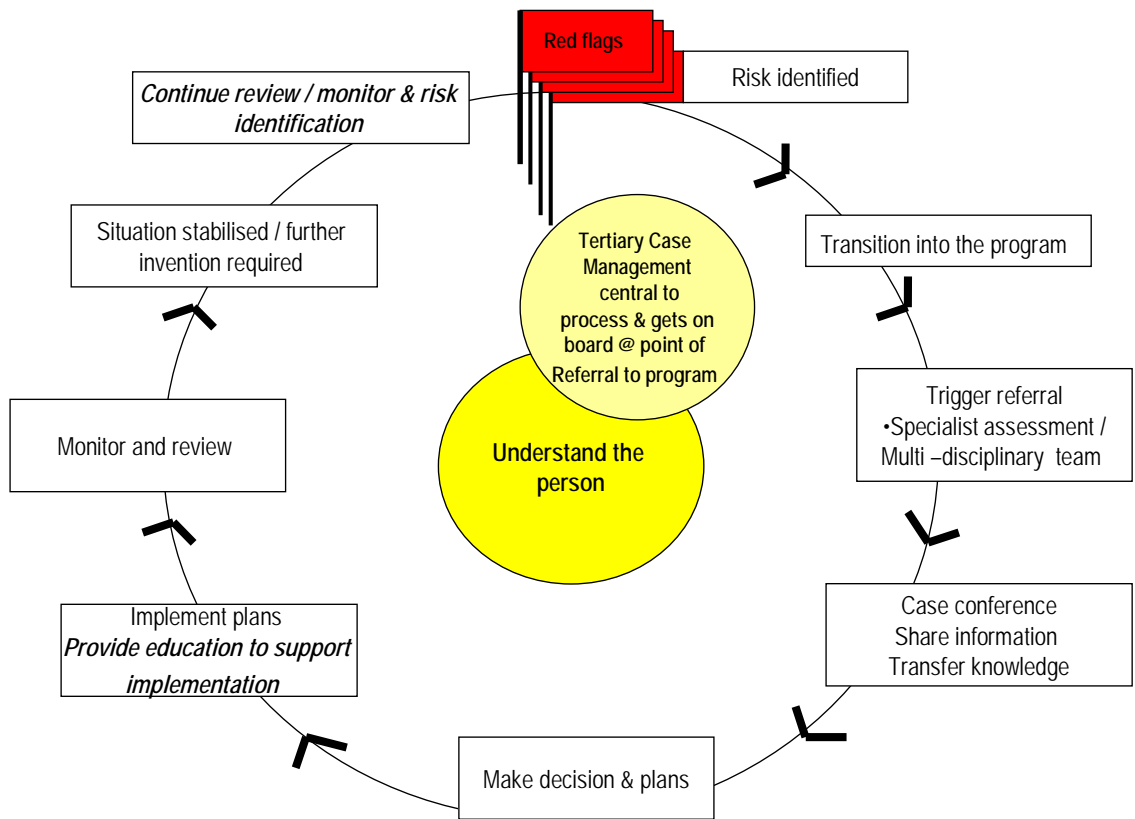 Red flags
Risk identified
Transition into the program
Trigger referral
•Specialist assessment /
Multi –disciplinary team
Case conference
Share information
Transfer knowledge
Make decision & plans
Implement plans
Provide education to support
implementation
Monitor and review
Situation stabilised / further
invention required
Continue review / monitor & risk
identification
Tertiary Case
Management
central to
process & gets on
board @ point of
Referral to program
Understand the
person